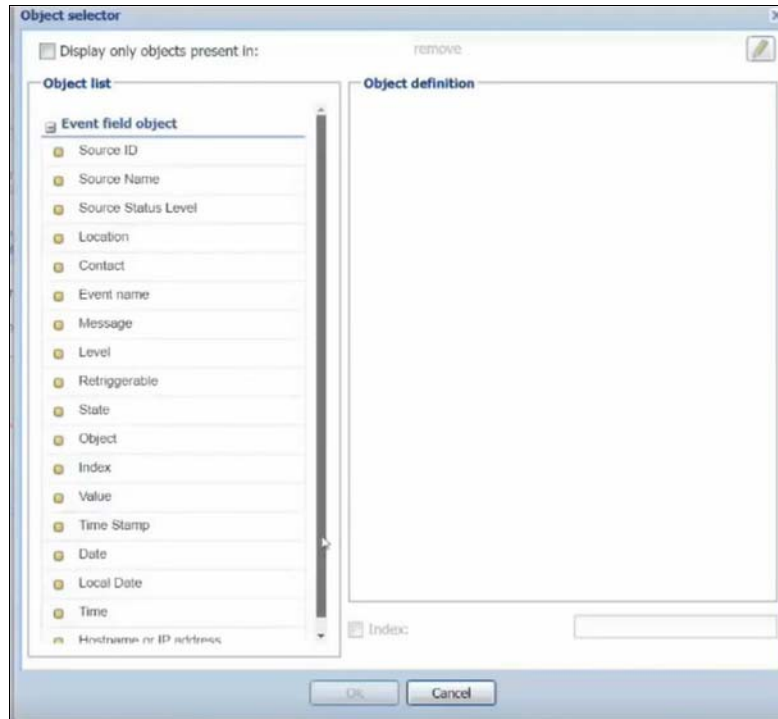 Object selector
Display only objects present in:
remove
Object list
Object definition
Event field object
Source ID
Source Name
Source Status Level
Location
Contact
Event name
Message
Level
Retriggerable
State
Object
Index
Value
Time Stamp
Date
Local Date
Time
Hostname or IP address
Index:
OK
Cancel